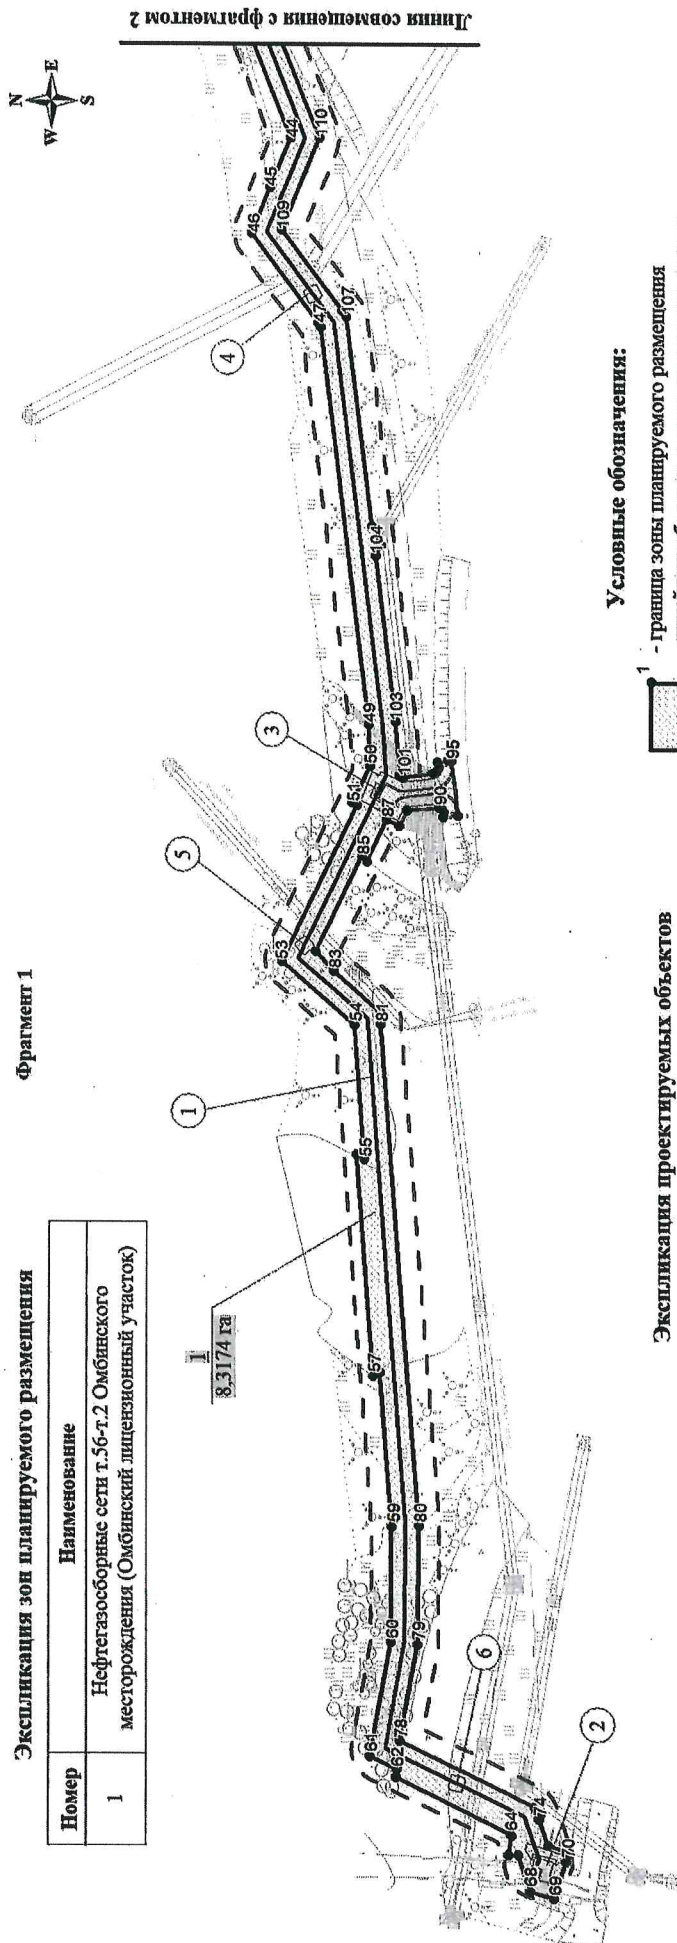 Экспликация зон планируемого размещения
Фрагмент 1
Номер
Наименование
1
Нефтегазосборные сети т.56-т.2 Омбинского
месторождения (Омбинский лицензионный участок)
N
W
E
S
Линия совмещения с фрагментом 2
1
8,3174 га
1
5
3
4
6
2
61
62
60
59
57
55
54
53
51
50
49
47
46
45
44
64
68
69
70
74
78
79
80
81
83
85
87
90
95
101
103
104
107
109
110
Условные обозначения:
1
- граница зоны планируемого размещения
Экспликация проектируемых объектов